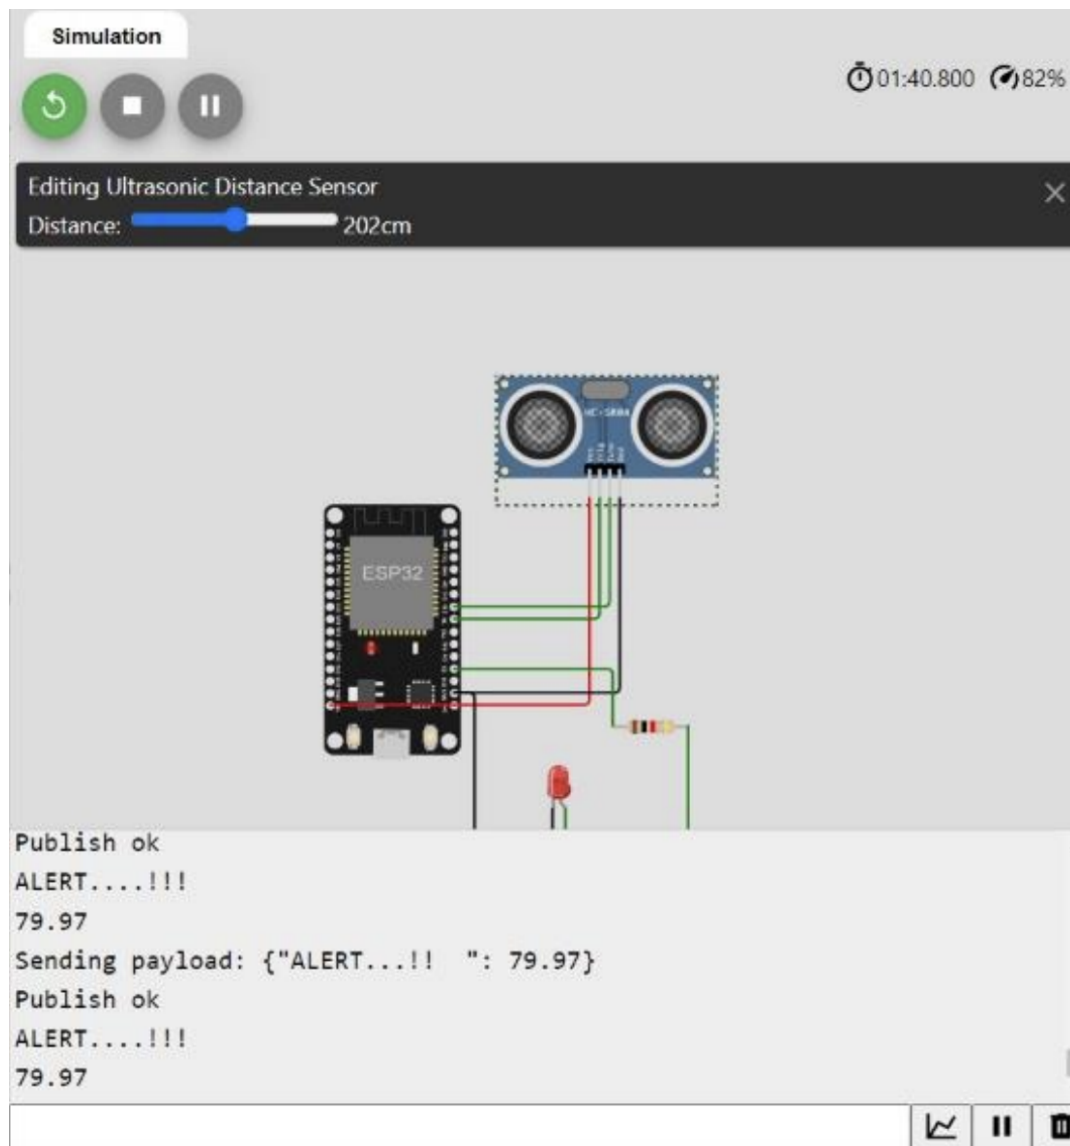 Simulation
01:40.800 82%
Editing Ultrasonic Distance Sensor
Distance: 202cm
ESP32
Publish ok
ALERT....!!!
79.97
Sending payload: {"ALERT...!!  ": 79.97}
Publish ok
ALERT....!!!
79.97